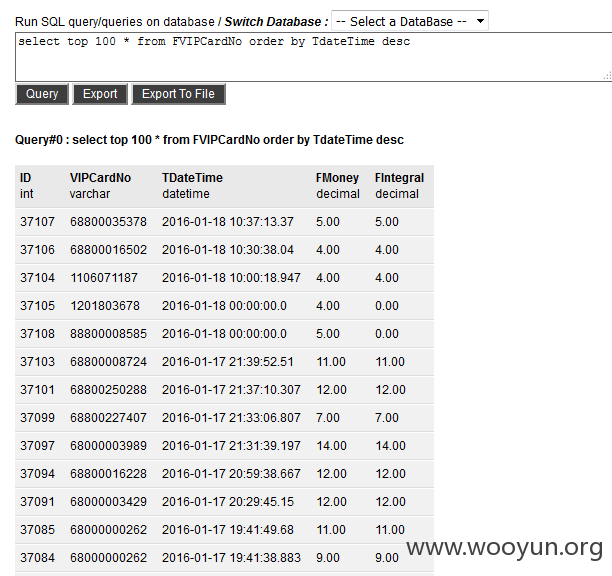 Run SQL query/queries on database / Switch Database : -- Select a DataBase --
select top 100 * from FVIPCardNo order by TdateTime desc
Query Export Export To File
Query#0 : select top 100 * from FVIPCardNo order by TdateTime desc
ID VIPCardNo TDateTime FMoney FIntegral
int varchar datetime decimal decimal
37107 68800035378 2016-01-18 10:37:13.37 5.00 5.00
37106 68800016502 2016-01-18 10:30:38.04 4.00 4.00
37104 1106071187 2016-01-18 10:00:18.947 4.00 4.00
37105 1201803678 2016-01-18 00:00:00.0 4.00 0.00
37108 88800008585 2016-01-18 00:00:00.0 5.00 0.00
37103 68800008724 2016-01-17 21:39:52.51 11.00 11.00
37101 68800250288 2016-01-17 21:37:10.307 12.00 12.00
37099 68800227407 2016-01-17 21:33:06.807 7.00 7.00
37097 68000003989 2016-01-17 21:31:39.197 14.00 14.00
37094 68800016228 2016-01-17 20:59:38.667 12.00 12.00
37091 68000003429 2016-01-17 20:29:45.15 12.00 12.00
37085 68000000262 2016-01-17 19:41:49.68 11.00 11.00
37084 68000000262 2016-01-17 19:41:38.883 9.00 9.00
www.wooyun.org